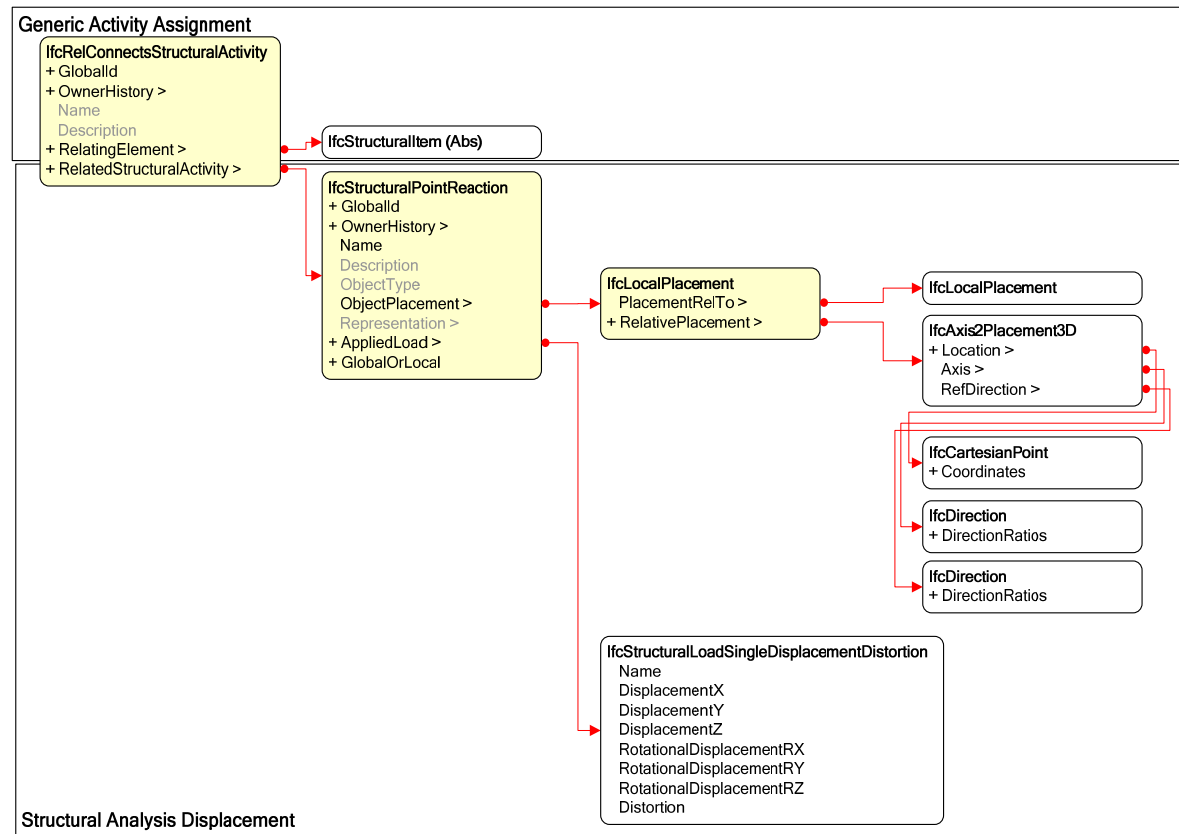 Generic Activity Assignment
IfcRelConnectsStructuralActivity
+ GlobalId
+ OwnerHistory >
Name
Description
+ RelatingElement >
+ RelatedStructuralActivity >
IfcStructuralItem (Abs)
IfcStructuralPointReaction
+ GlobalId
+ OwnerHistory >
Name
Description
ObjectType
ObjectPlacement >
Representation >
+ AppliedLoad >
+ GlobalOrLocal
IfcLocalPlacement
PlacementRelTo >
+ RelativePlacement >
IfcLocalPlacement
IfcAxis2Placement3D
+ Location >
Axis >
RefDirection >
IfcCartesianPoint
+ Coordinates
IfcDirection
+ DirectionRatios
IfcDirection
+ DirectionRatios
IfcStructuralLoadSingleDisplacementDistortion
Name
DisplacementX
DisplacementY
DisplacementZ
RotationalDisplacementRX
RotationalDisplacementRY
RotationalDisplacementRZ
Distortion
Structural Analysis Displacement